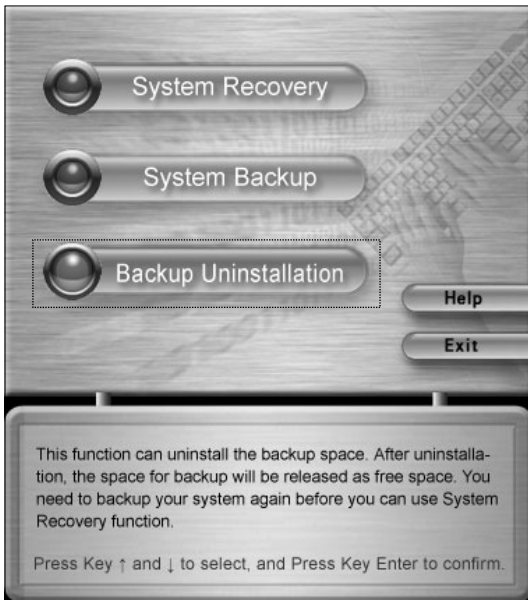 System Recovery
System Backup
Backup Uninstallation
Help
Exit
This function can uninstall the backup space. After uninstalla-
tion, the space for backup will be released as free space. You
need to backup your system again before you can use System
Recovery function.
Press Key ↑ and ↓ to select, and Press Key Enter to confirm.